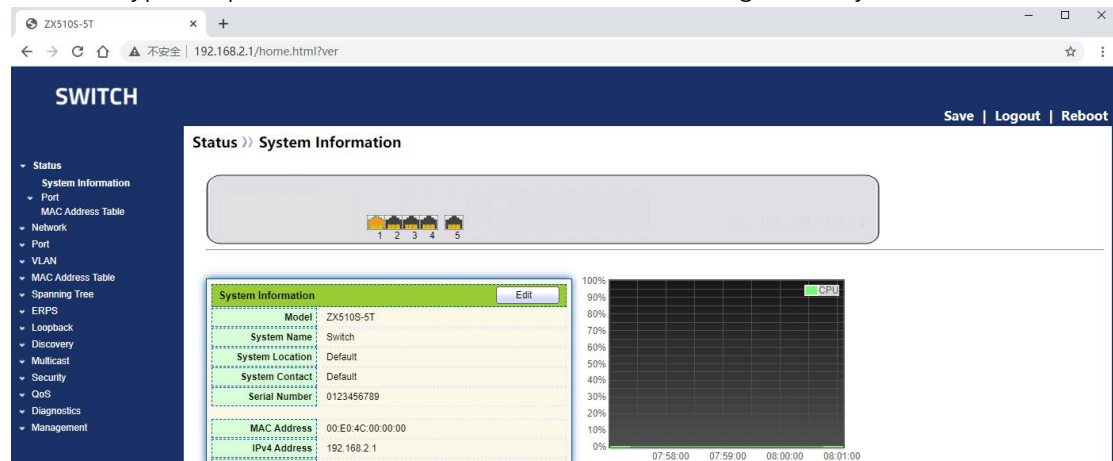 ZX510S-5T
不安全 | 192.168.2.1/home.html?ver
SWITCH
Save | Logout | Reboot
Status 》 System Information
Status
System Information
Port
MAC Address Table
Network
Port
VLAN
MAC Address Table
Spanning Tree
ERPS
Loopback
Discovery
Multicast
Security
QoS
Diagnostics
Management
1 2 3 4 5
System Information Edit
Model ZX510S-5T
System Name Switch
System Location Default
System Contact Default
Serial Number 0123456789
MAC Address 00:E0:4C:00:00:00
IPv4 Address 192.168.2.1
CPU
100%
90%
80%
70%
60%
50%
40%
30%
20%
10%
0%
07:58:00 07:59:00 08:00:00 08:01:00